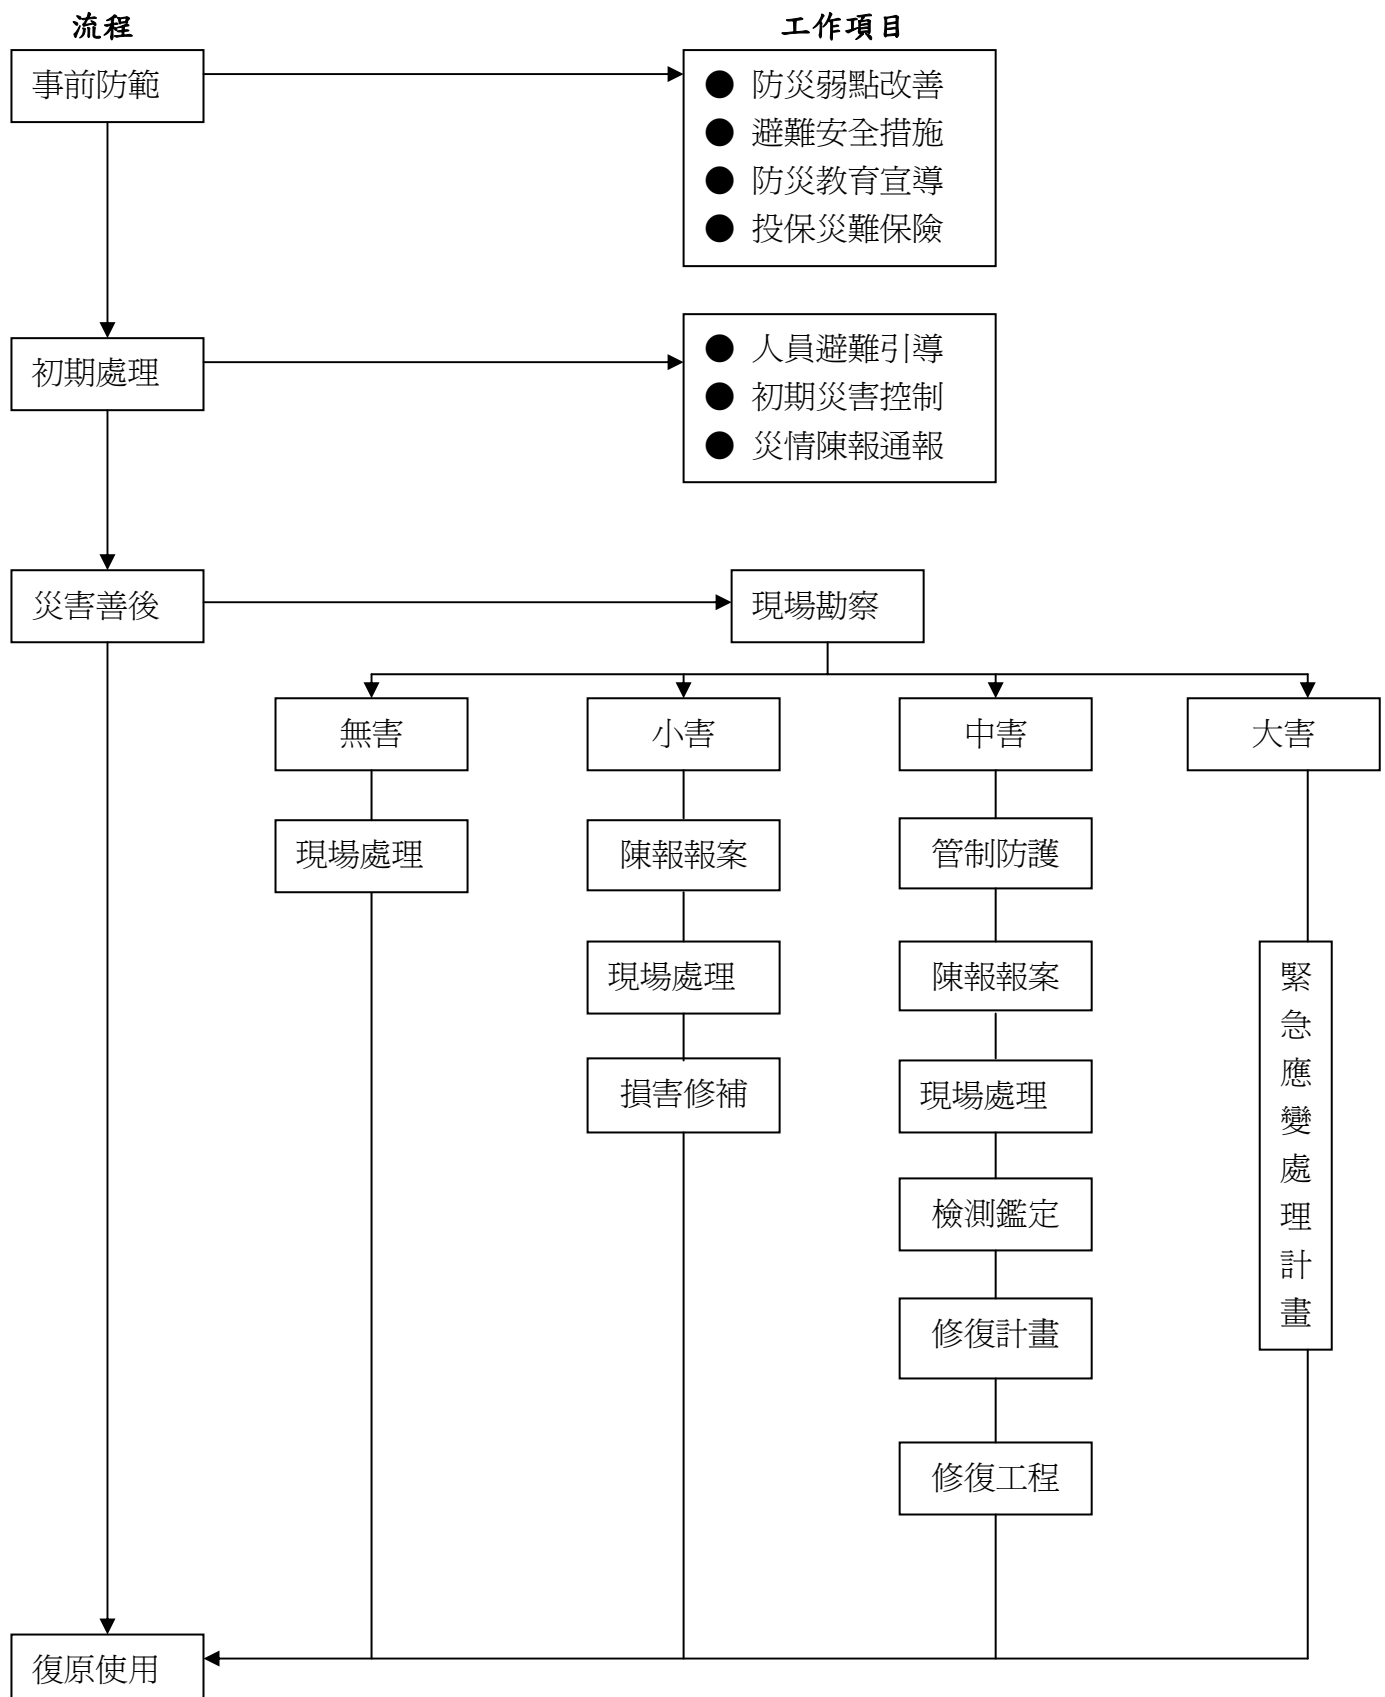 流程
工作項目
事前防範
● 防災弱點改善
● 避難安全措施
● 防災教育宣導
● 投保災難保險
初期處理
● 人員避難引導
● 初期災害控制
● 災情陳報通報
災害善後
現場勘察
無害
小害
中害
大害
現場處理
陳報報案
管制防護
現場處理
陳報報案
緊急應變處理計畫
損害修補
現場處理
檢測鑑定
修復計畫
修復工程
復原使用